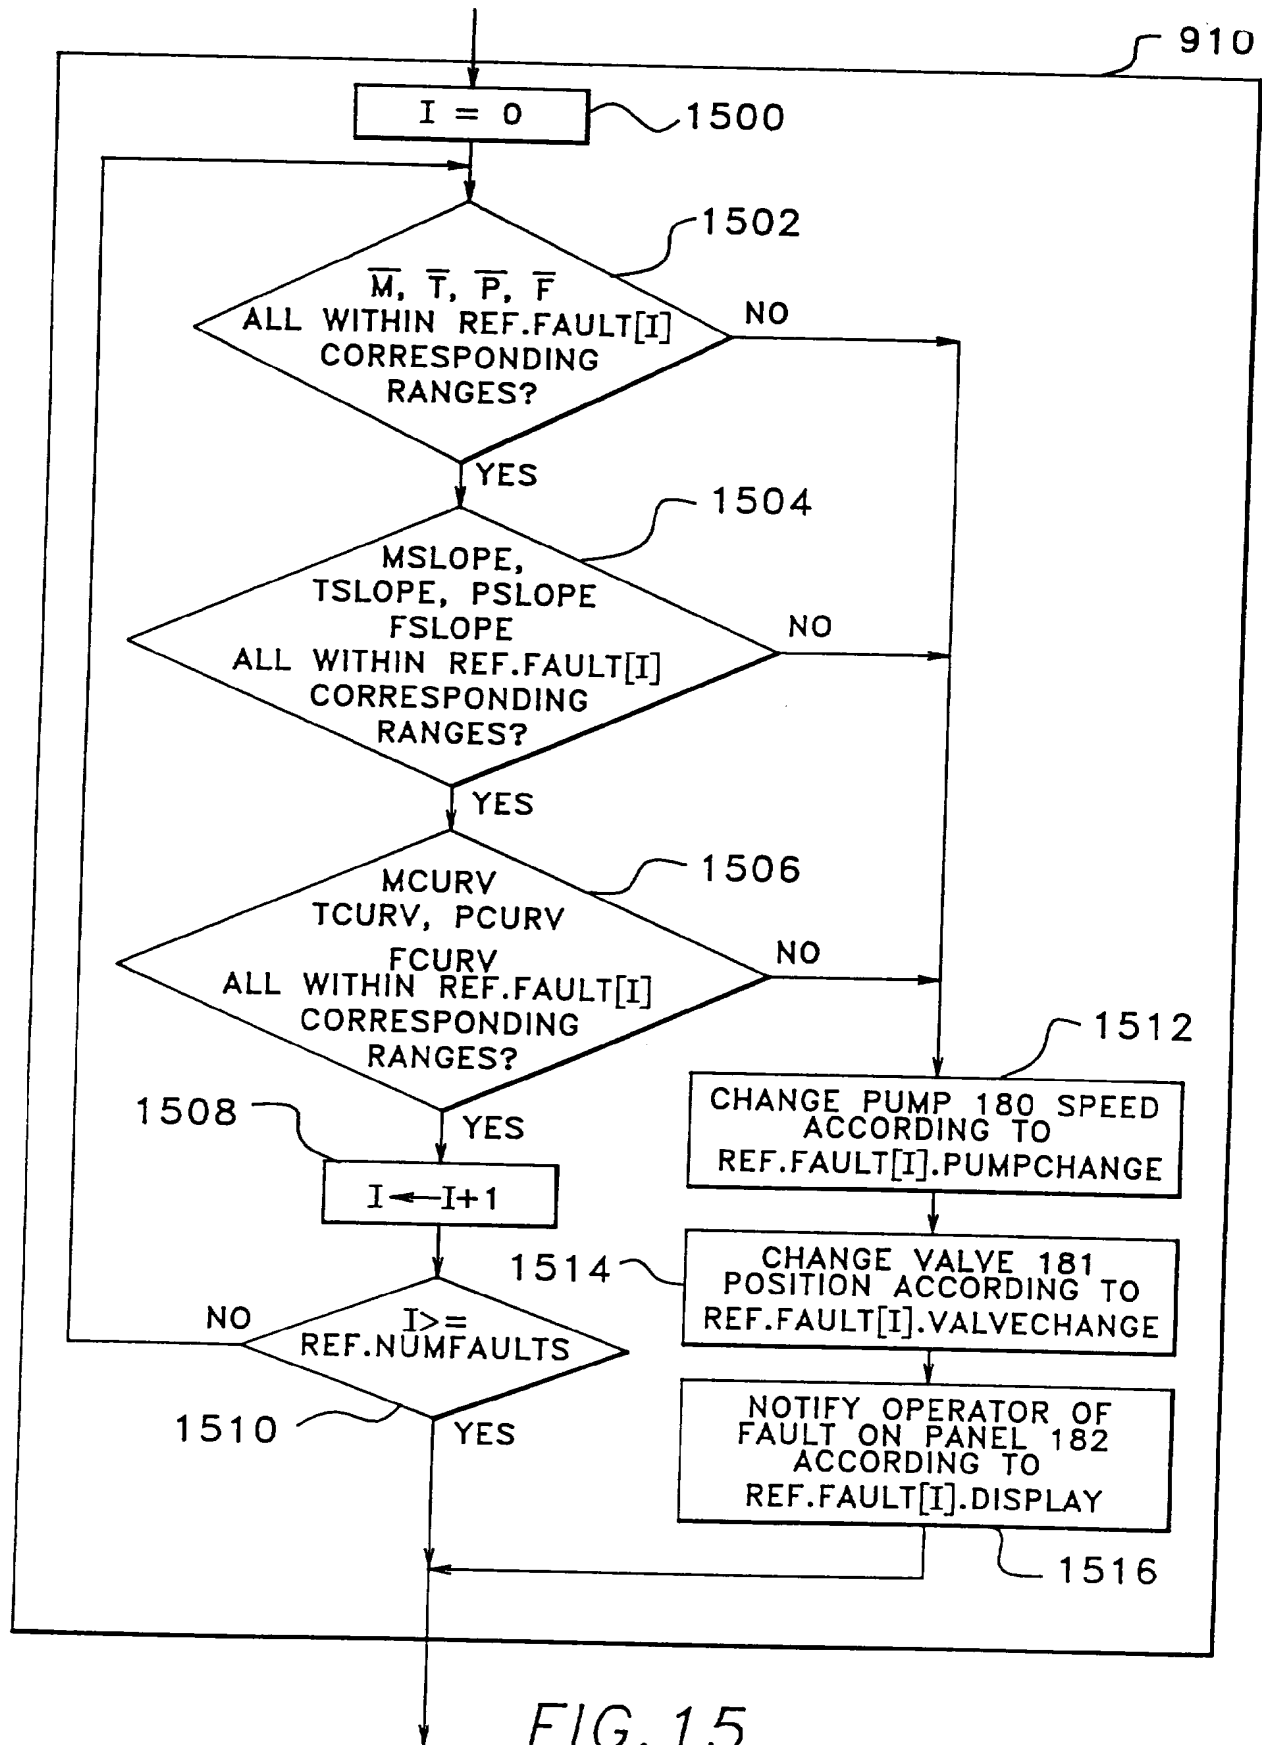 910
I = 0
1500
1502
M̅, T̅, P̅, F̅
ALL WITHIN REF.FAULT[I]
CORRESPONDING
RANGES?
NO
YES
1504
MSLOPE,
TSLOPE, PSLOPE
FSLOPE
ALL WITHIN REF.FAULT[I]
CORRESPONDING
RANGES?
NO
YES
1506
MCURV
TCURV, PCURV
FCURV
ALL WITHIN REF.FAULT[I]
CORRESPONDING
RANGES?
NO
YES
1508
I←I+1
I>=
REF.NUMFAULTS
NO
1510
YES
1512
CHANGE PUMP 180 SPEED
ACCORDING TO
REF.FAULT[I].PUMPCHANGE
1514
CHANGE VALVE 181
POSITION ACCORDING TO
REF.FAULT[I].VALVECHANGE
NOTIFY OPERATOR OF
FAULT ON PANEL 182
ACCORDING TO
REF.FAULT[I].DISPLAY
1516
FIG.15